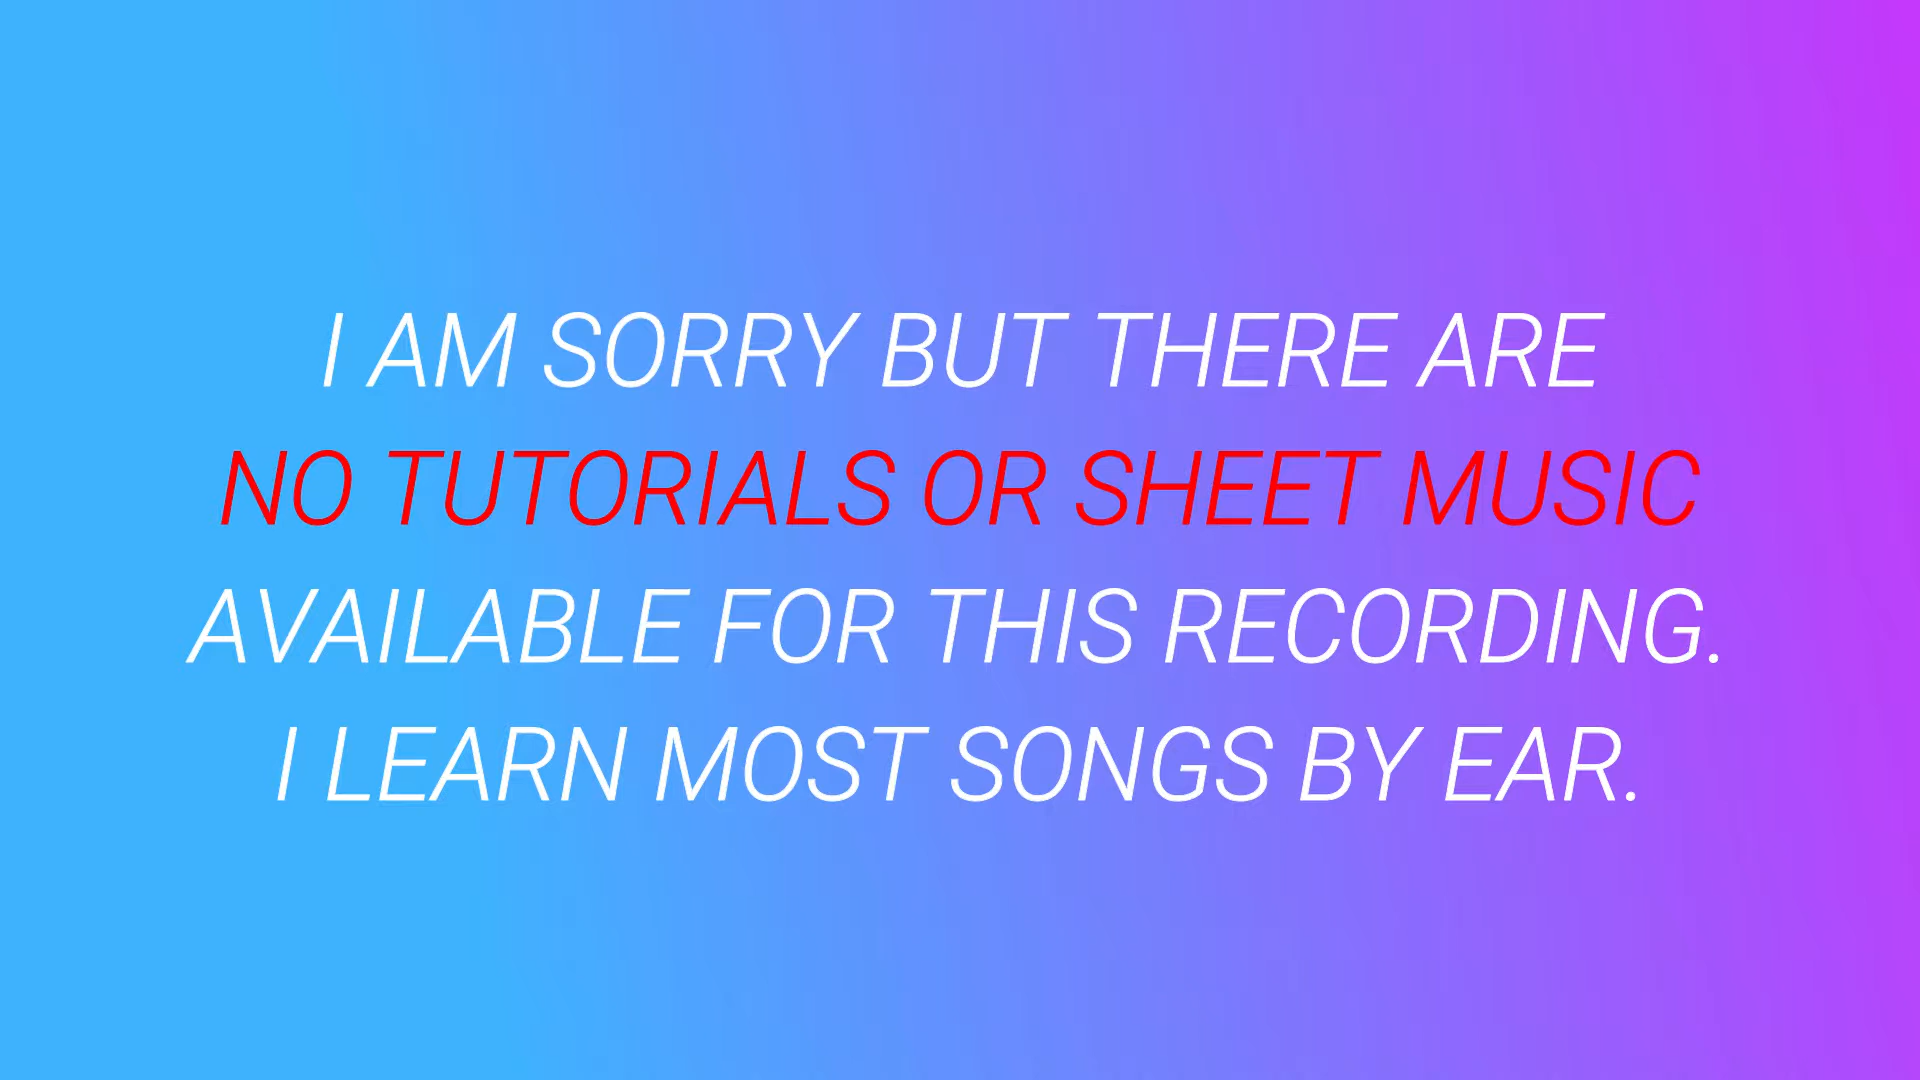 I AM SORRY BUT THERE ARE
NO TUTORIALS OR SHEET MUSIC
AVAILABLE FOR THIS RECORDING.
I LEARN MOST SONGS BY EAR.